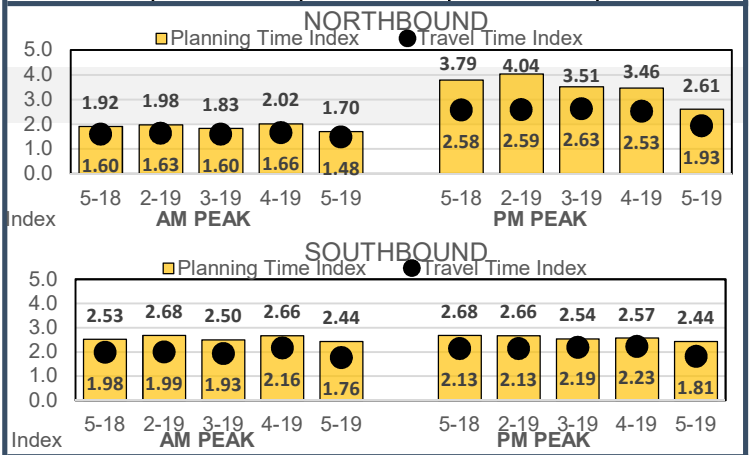 NORTHBOUND
Planning Time Index Travel Time Index
5.0
4.0
3.0
2.0
1.0
0.0
1.92 1.98 1.83 2.02 1.70
1.60 1.63 1.60 1.66 1.48
3.79 4.04 3.51 3.46 2.61
2.58 2.59 2.63 2.53 1.93
5-18 2-19 3-19 4-19 5-19 5-18 2-19 3-19 4-19 5-19
Index AM PEAK PM PEAK
SOUTHBOUND
Planning Time Index Travel Time Index
5.0
4.0
3.0
2.0
1.0
0.0
2.53 2.68 2.50 2.66 2.44
1.98 1.99 1.93 2.16 1.76
2.68 2.66 2.54 2.57 2.44
2.13 2.13 2.19 2.23 1.81
5-18 2-19 3-19 4-19 5-19 5-18 2-19 3-19 4-19 5-19
Index AM PEAK PM PEAK